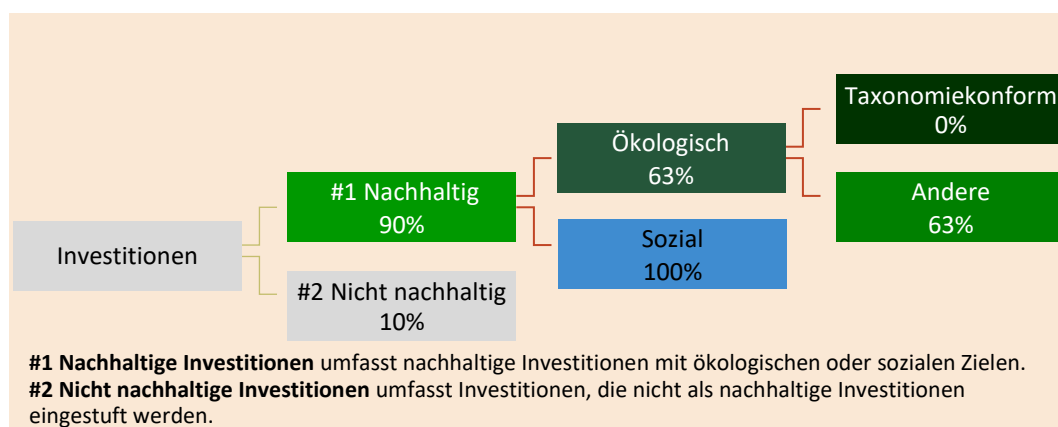 Taxonomiekonform
0%
Ökologisch
63%
#1 Nachhaltig
90%
Andere
63%
Investitionen
Sozial
100%
#2 Nicht nachhaltig
10%
#1 Nachhaltige Investitionen umfasst nachhaltige Investitionen mit ökologischen oder sozialen Zielen.
#2 Nicht nachhaltige Investitionen umfasst Investitionen, die nicht als nachhaltige Investitionen
eingestuft werden.